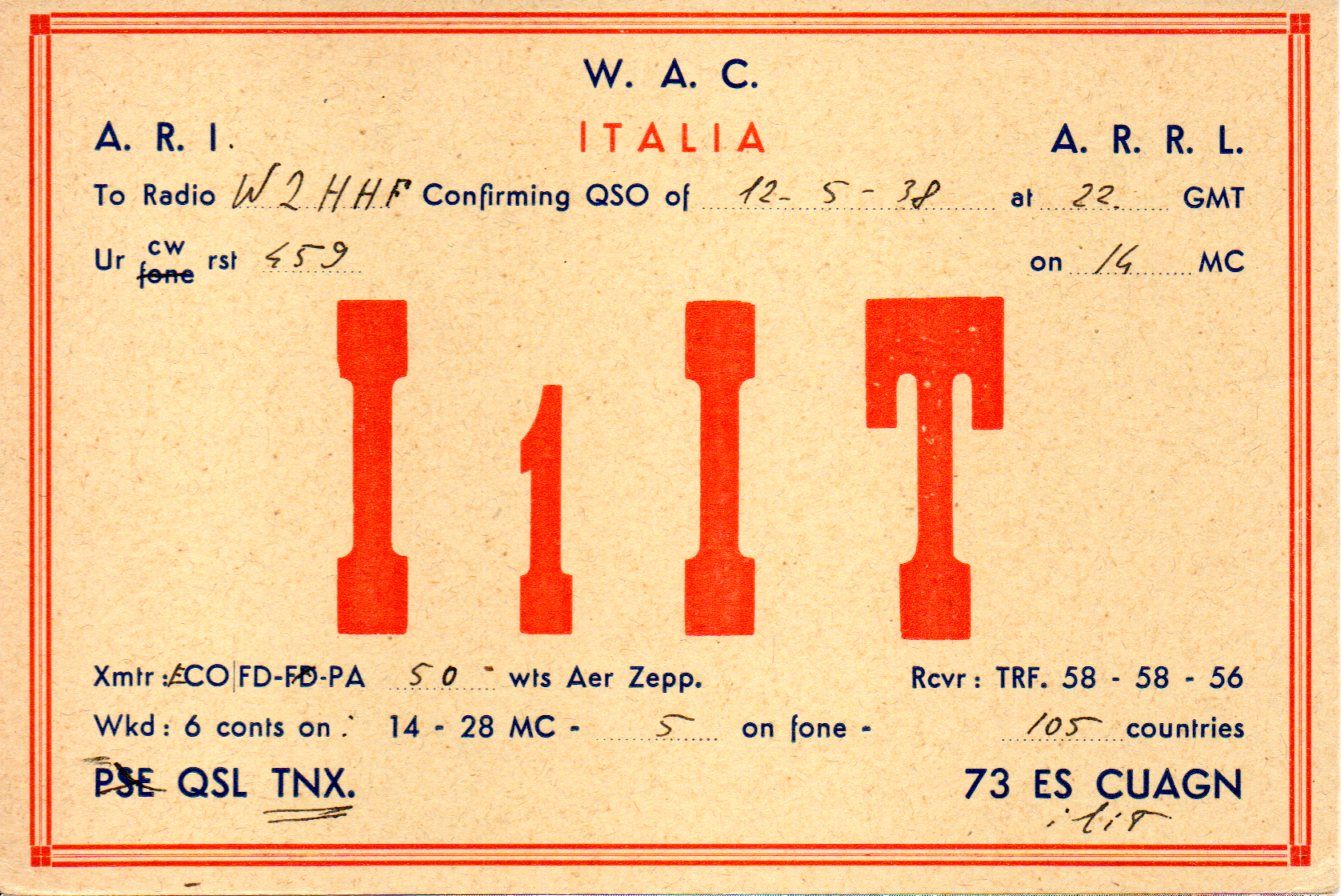 W. A. C.
A. R. I. ITALIA A. R. R. L.
To Radio W2HHF Confirming QSO of 12-5-38 at 22. GMT
Ur cw fone rst 459 on 14 MC
I1IT
Xmtr: ECO FD-FD-PA 50 wts Aer Zepp. Rcvr: TRF. 58 - 58 - 56
Wkd: 6 conts on: 14 - 28 MC - 5 on fone - 105 countries
PSE QSL TNX. 73 ES CUAGN
i1it